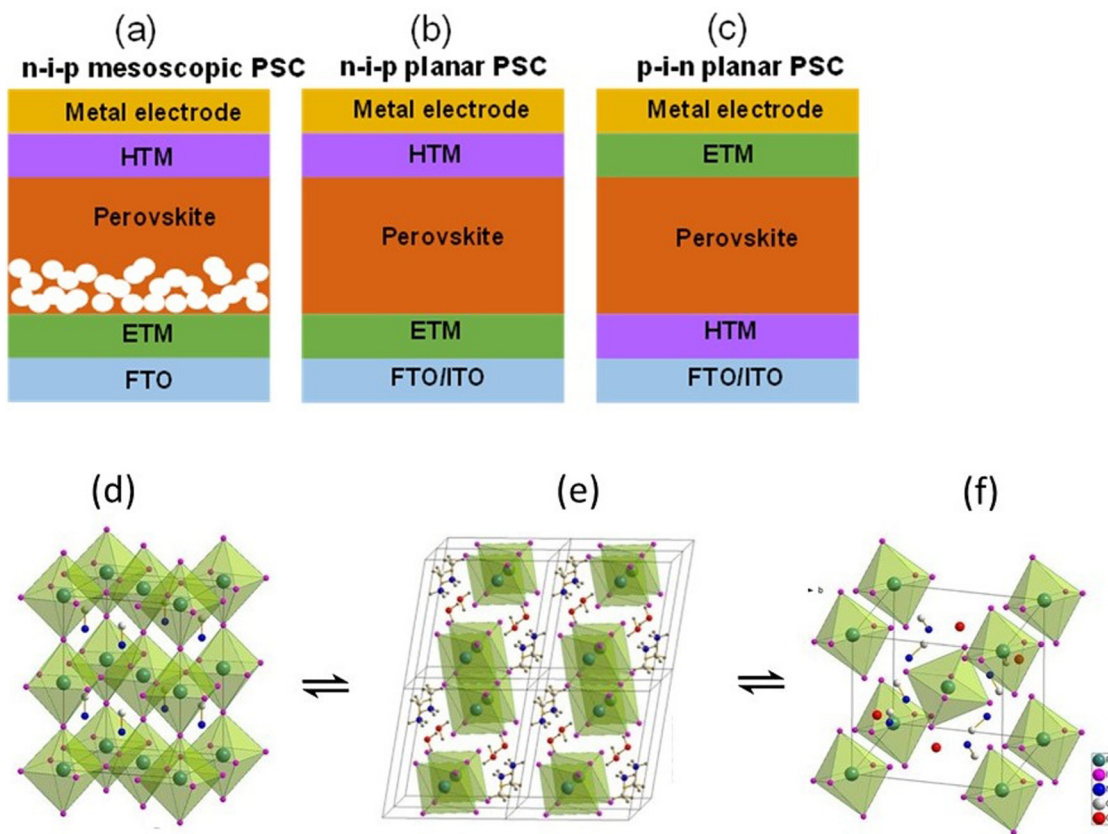 (a)
n-i-p mesoscopic PSC
Metal electrode
HTM
Perovskite
ETM
FTO
(b)
n-i-p planar PSC
Metal electrode
HTM
Perovskite
ETM
FTO/ITO
(c)
p-i-n planar PSC
Metal electrode
ETM
Perovskite
HTM
FTO/ITO
(d)
(e)
(f)
b